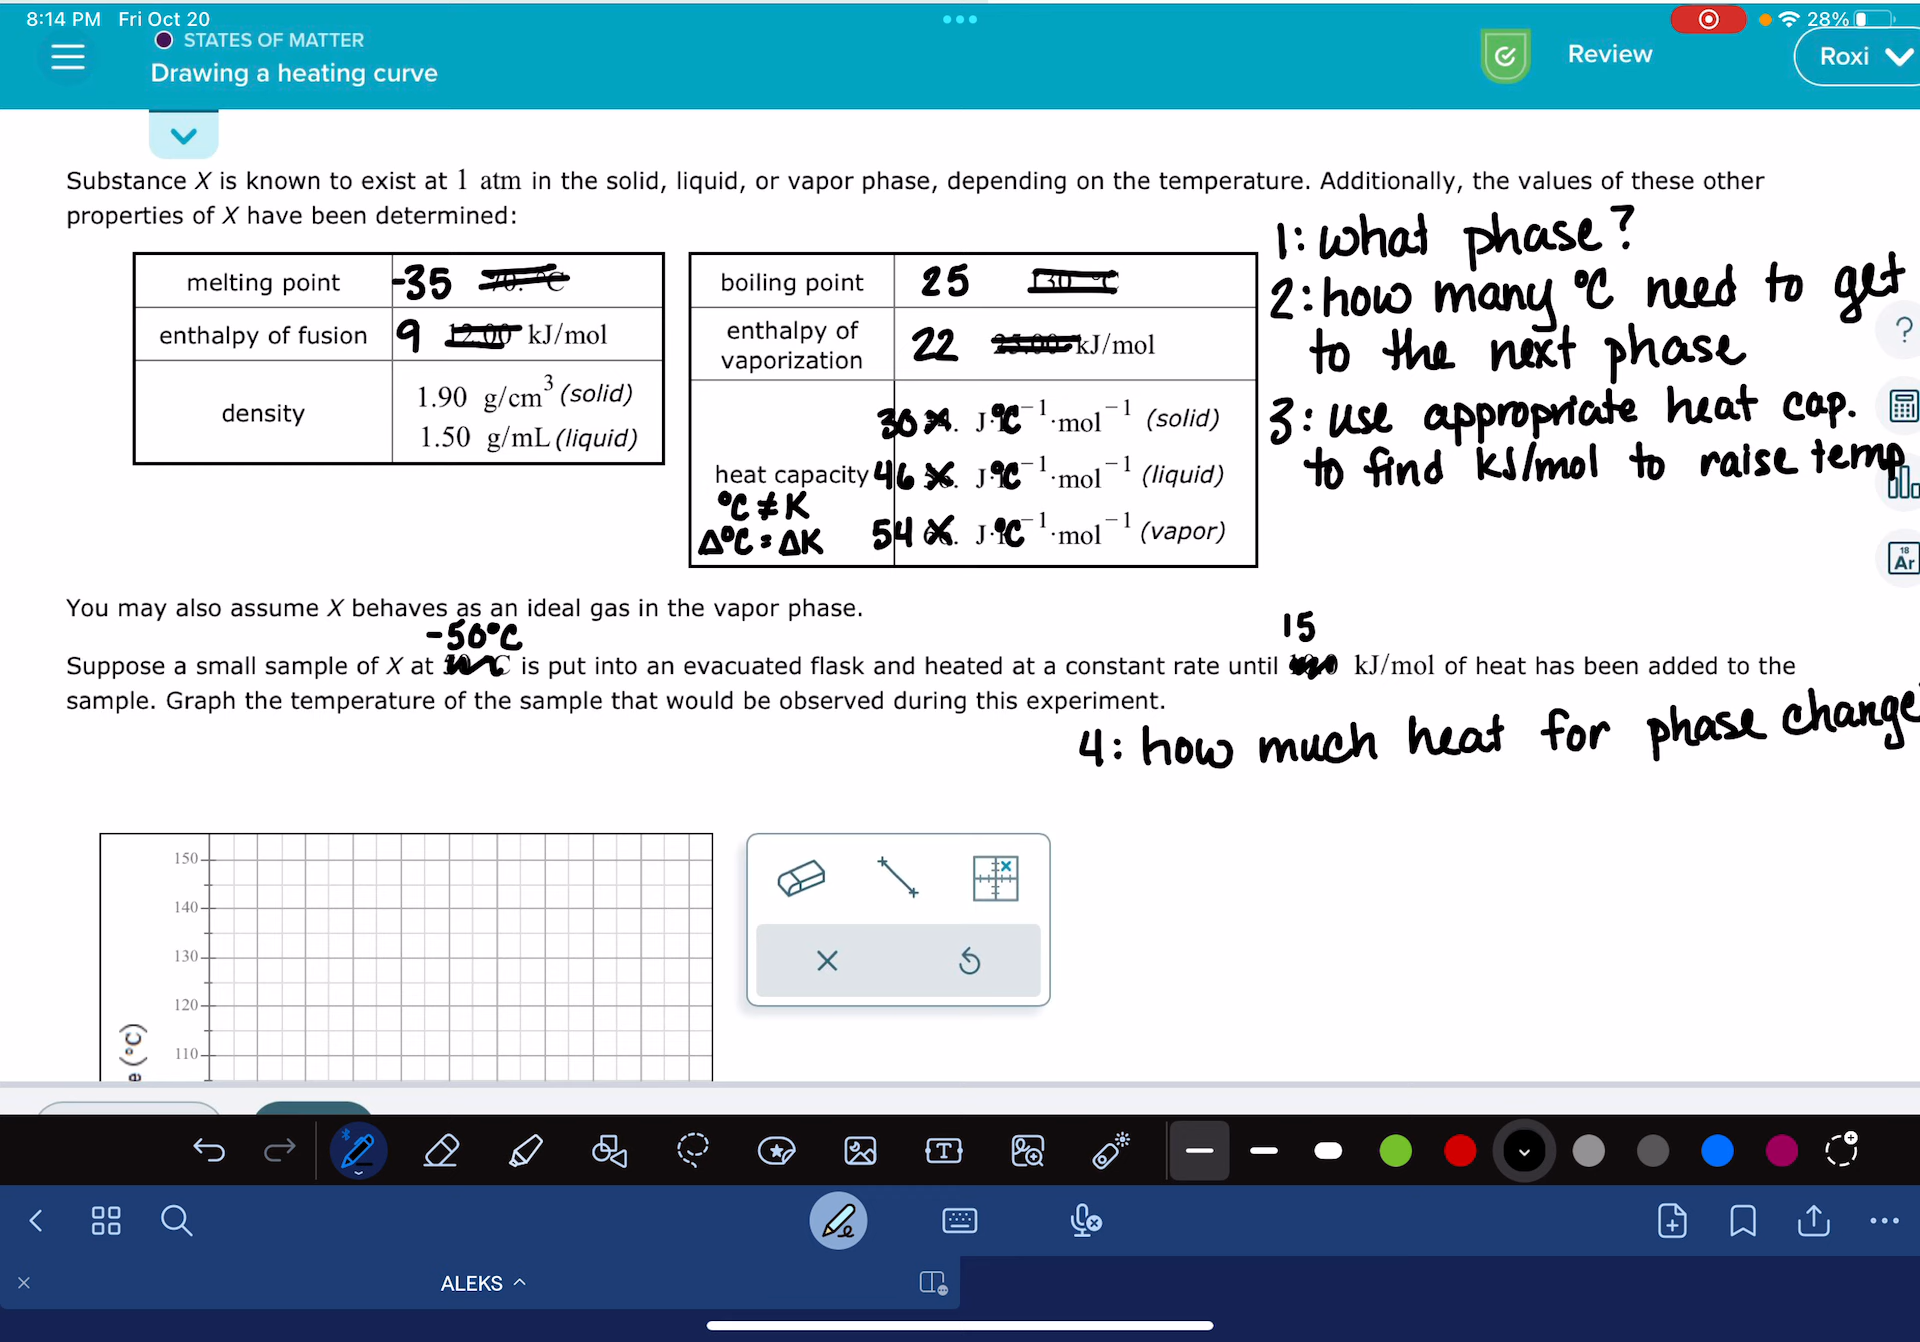 8:14 PM Fri Oct 20
28%
STATES OF MATTER
Drawing a heating curve
Review
Roxi
Substance X is known to exist at 1 atm in the solid, liquid, or vapor phase, depending on the temperature. Additionally, the values of these other
properties of X have been determined:
melting point -35
enthalpy of fusion 9 12.00 kJ/mol
density
1.90 g/cm³ (solid)
1.50 g/mL (liquid)
boiling point 25
enthalpy of
vaporization
22 25.00 kJ/mol
heat capacity
30 J·°C⁻¹·mol⁻¹ (solid)
46 J·°C⁻¹·mol⁻¹ (liquid)
54 J·°C⁻¹·mol⁻¹ (vapor)
°C ≠ K
Δ°C = ΔK
1: what phase?
2: how many °C need to get
to the next phase
3: use appropriate heat cap.
to find kJ/mol to raise temp
?
18
Ar
You may also assume X behaves as an ideal gas in the vapor phase.
-50°C
15
Suppose a small sample of X at C is put into an evacuated flask and heated at a constant rate until kJ/mol of heat has been added to the
sample. Graph the temperature of the sample that would be observed during this experiment.
4: how much heat for phase change
150
140
130
120
110
e (°C)
ALEKS